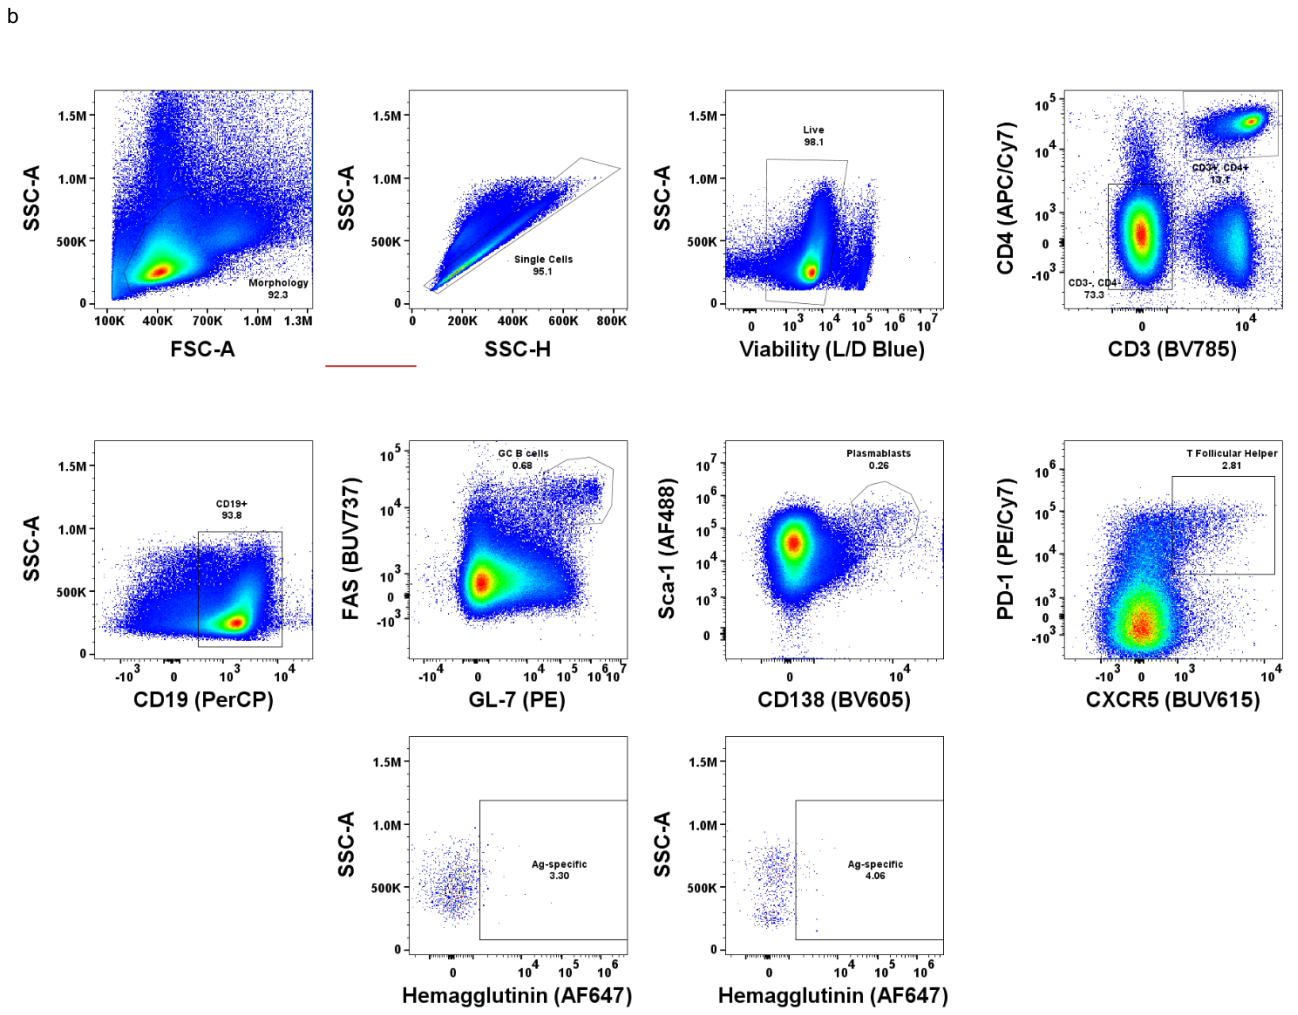 b
SSC-A
1.5M
1.0M
500K
0
Morphology
92.3
100K 400K 700K 1.0M 1.3M
FSC-A
SSC-A
1.5M
1.0M
500K
0
Single Cells
95.1
0 200K 400K 600K 800K
SSC-H
SSC-A
1.5M
1.0M
500K
0
Live
98.1
0 10^3 10^4 10^5 10^6 10^7
Viability (L/D Blue)
CD4 (APC/Cy7)
10^5
10^4
10^3
0
-10^3
CD3+, CD4+
13.1
CD3-, CD4-
73.3
0 10^4
CD3 (BV785)
SSC-A
1.5M
1.0M
500K
0
CD19+
93.8
-10^3 0 10^3 10^4
CD19 (PerCP)
FAS (BUV737)
10^5
10^4
10^3
0
-10^3
GC B cells
0.68
-10^4 0 10^4 10^5 10^6 10^7
GL-7 (PE)
Sca-1 (AF488)
10^7
10^6
10^5
10^4
10^3
0
Plasmablasts
0.26
0 10^4
CD138 (BV605)
PD-1 (PE/Cy7)
10^6
10^5
10^4
10^3
0
-10^3
T Follicular Helper
2.81
-10^3 0 10^3 10^4
CXCR5 (BUV615)
SSC-A
1.5M
1.0M
500K
0
Ag-specific
3.30
0 10^4 10^5 10^6
Hemagglutinin (AF647)
SSC-A
1.5M
1.0M
500K
0
Ag-specific
4.06
0 10^4 10^5 10^6
Hemagglutinin (AF647)